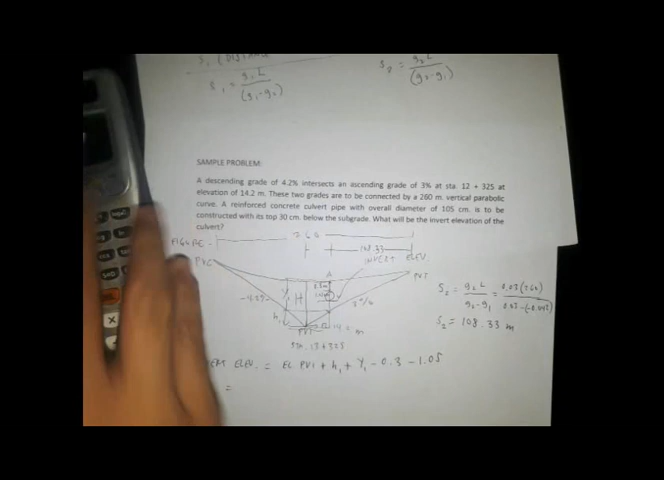 S₁ (DISTANCE
S₁ = g₁L / (g₁-g₂)
S₂ = g₂L / (g₂-g₁)
SAMPLE PROBLEM:
A descending grade of 4.2% intersects an ascending grade of 3% at sta. 12 + 325 at
elevation of 14.2 m. These two grades are to be connected by a 260 m. vertical parabolic
curve. A reinforced concrete culvert pipe with overall diameter of 105 cm. is to be
constructed with its top 30 cm. below the subgrade. What will be the invert elevation of the
culvert?
FIGURE -
260
108.33
INVERT ELEV
PVC
A
PVT
H
-4.2%
3%
h₁
PVI
m
STA. 12+325
S₂ = g₂L / g₂-g₁ = 0.03(260) / 0.03-(-0.042)
S₂ = 108.33 m
ERT ELEV. = EL PVI + h₁ + Y₁ - 0.3 - 1.05
=